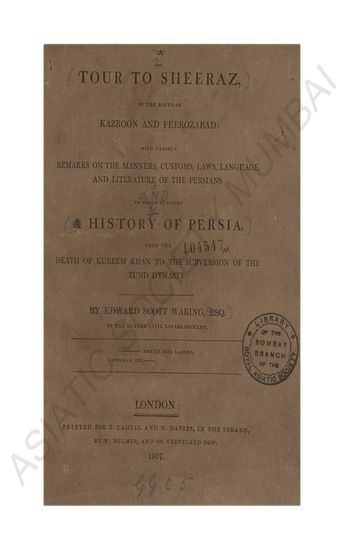 A
2
TOUR TO SHEERAZ,
BY THE ROUTE OF
KAZROON AND FEEROZABAD;
WITH VARIOUS
REMARKS ON THE MANNERS, CUSTOMS, LAWS, LANGUAGE,
AND LITERATURE OF THE PERSIANS
AND
TO WHICH IS ADDED
A HISTORY OF PERSIA,
FROM THE
104547
DEATH OF KUREEM KHAN TO THE SUBVERSION OF THE
ZUND DYNASTY
BY EDWARD SCOTT WARING, ESQ.
OF THE BENGAL CIVIL ESTABLISHMENT.
LIBRARY
OF THE
BOMBAY
BRANCH
OF THE
ROYAL ASIATIC SOCIETY
LONDON:
PRINTED FOR T. CADELL AND W. DAVIES, IN THE STRAND,
BY W. BULMER, AND CO. CLEVELAND ROW.
1807.
GG c 5
ASIATIC SOCIETY MUMBAI